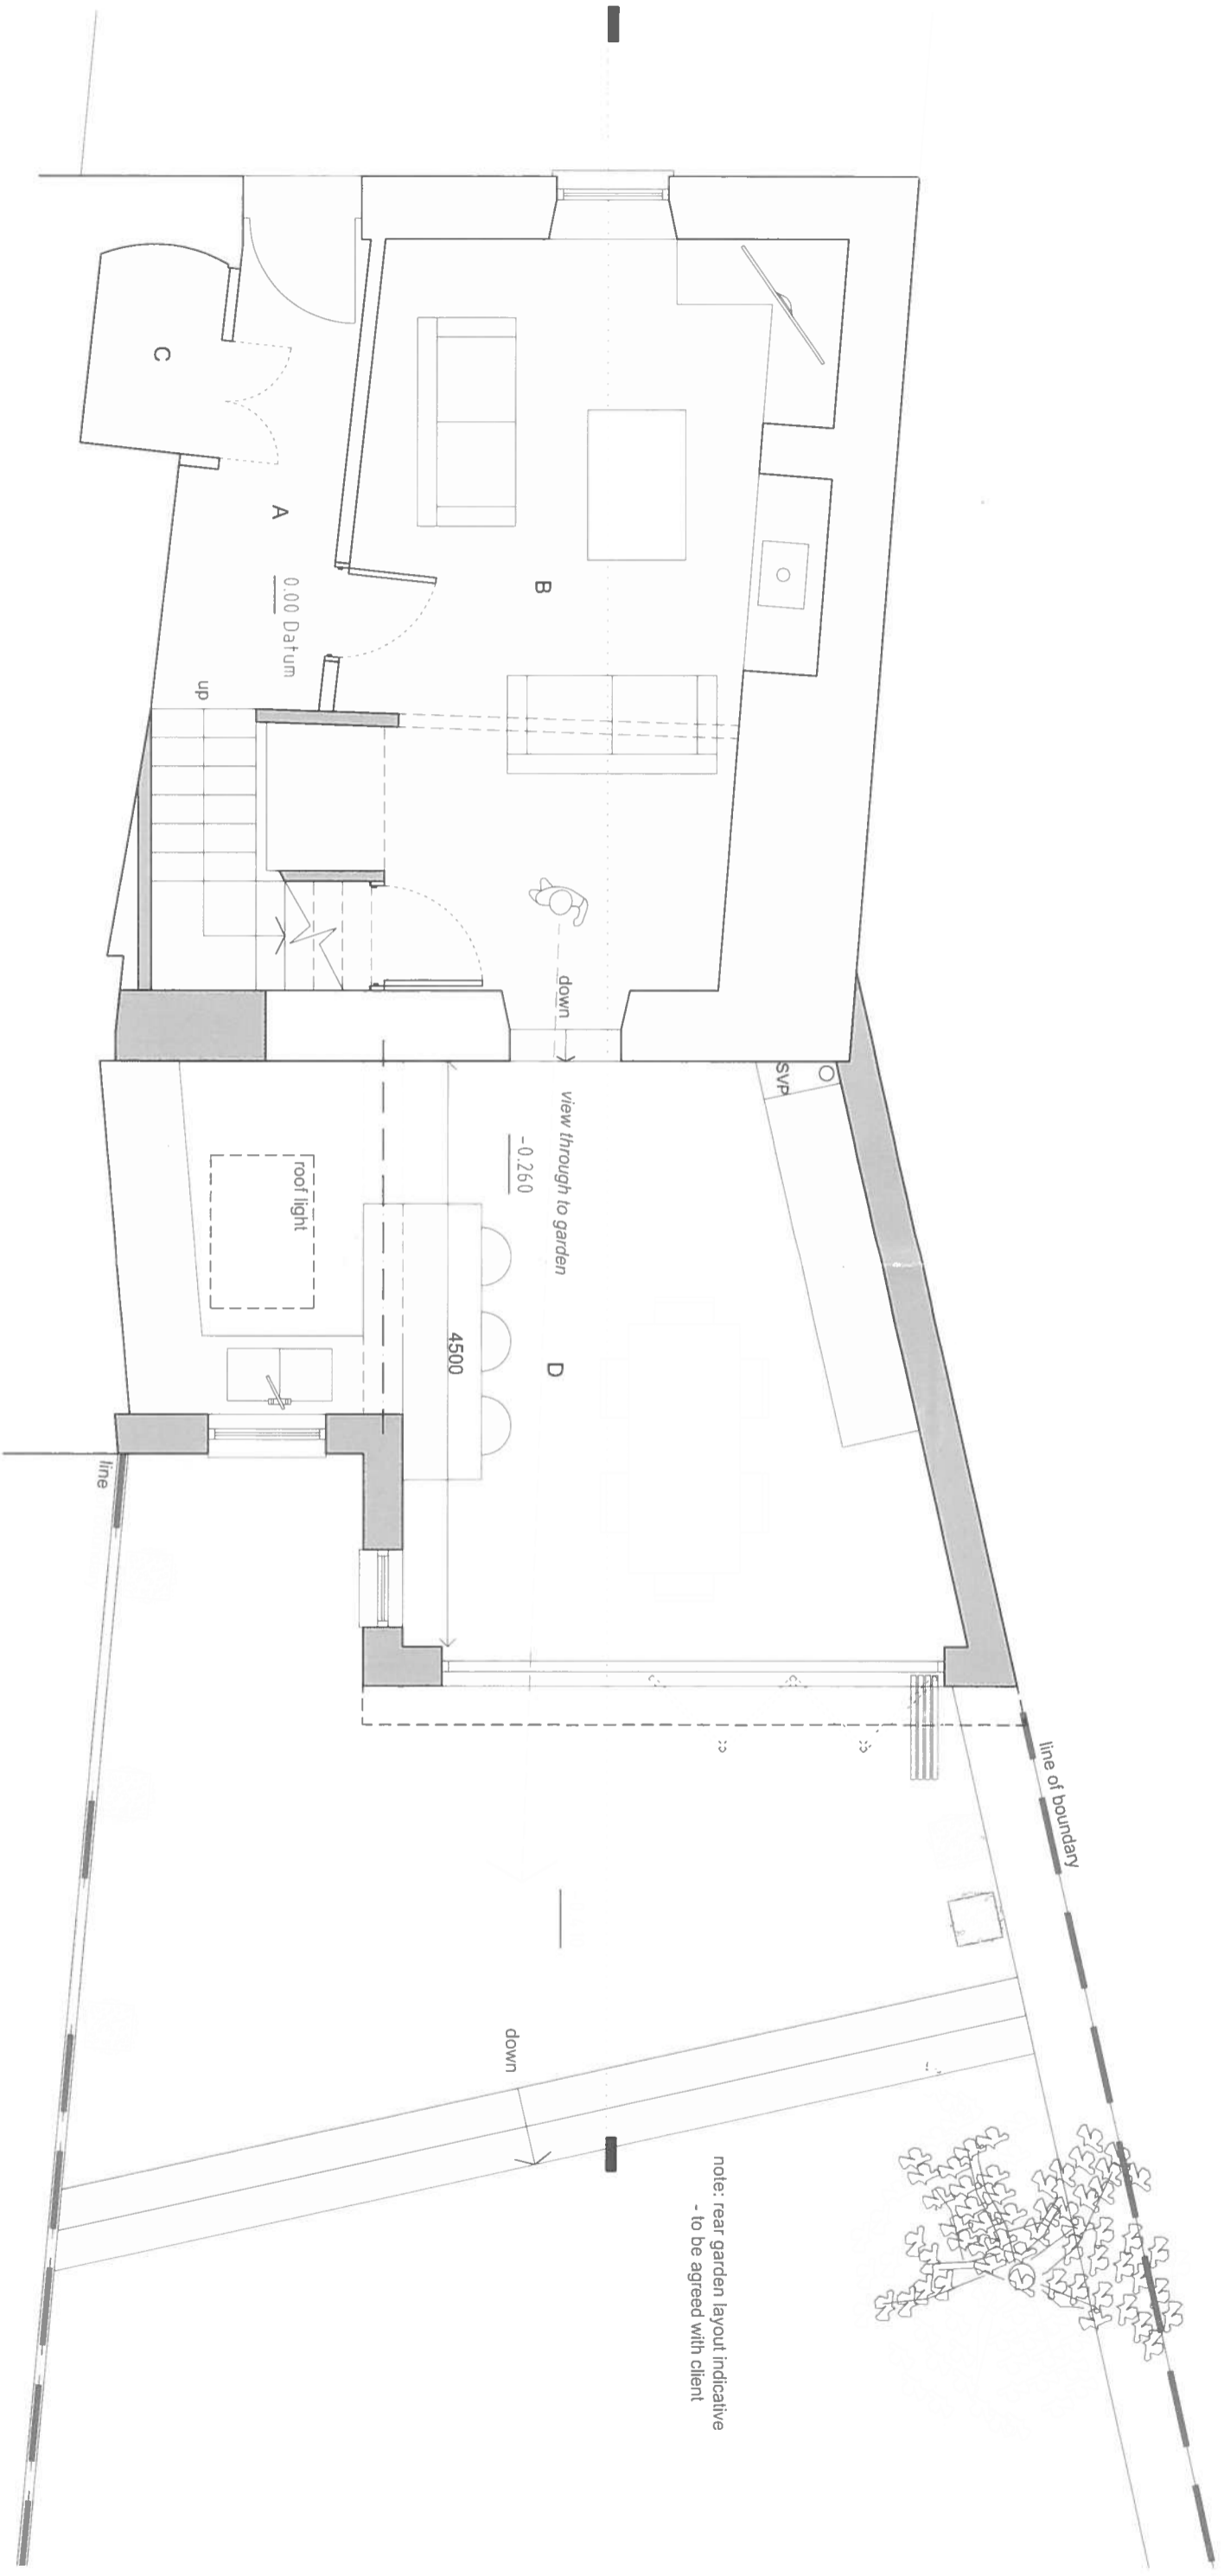 C
A
0.00 Datum
B
up
down
SVP
view through to garden
-0.260
roof light
4500
D
line
line of boundary
down
note: rear garden layout indicative
- to be agreed with client